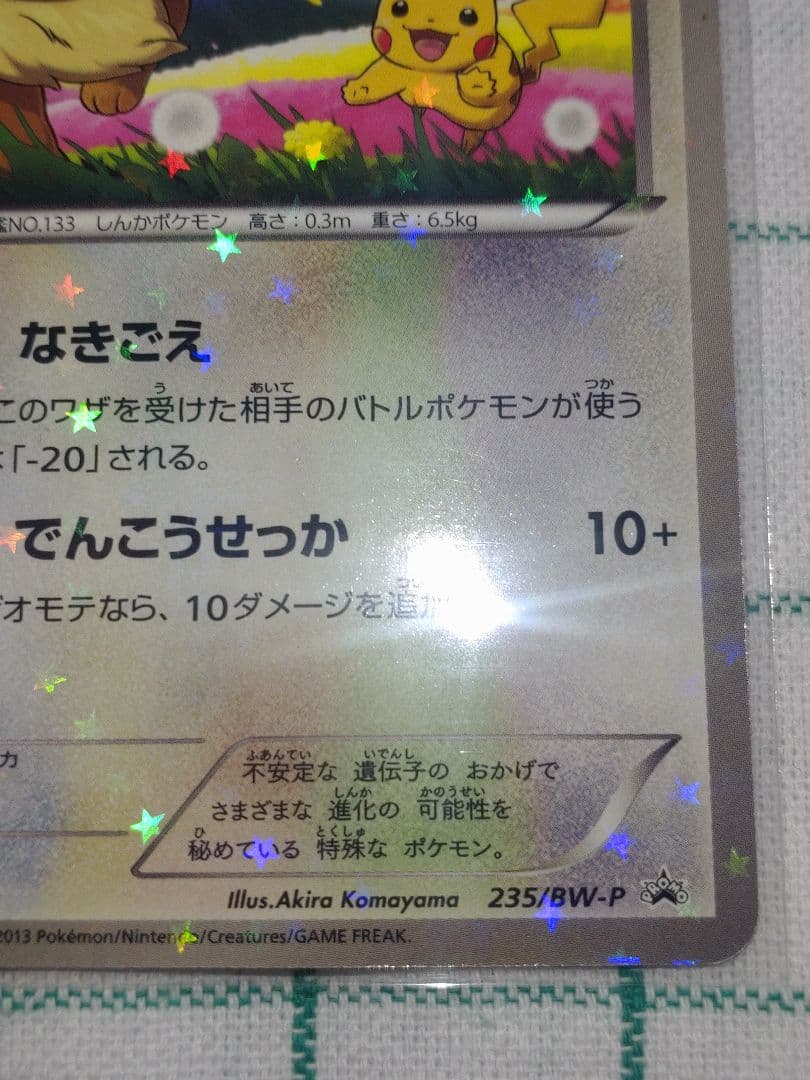 NO.133 しんかポケモン 高さ:0.3m 重さ:6.5kg
なきごえ
このワザを受けた相手のバトルポケモンが使う
「-20」される。
でんこうせっか 10+
オモテなら、10ダメージを追
カ
不安定な 遺伝子の おかげで
さまざまな 進化の 可能性を
秘めている 特殊な ポケモン。
Illus.Akira Komayama 235/BW-P PROMO
2013 Pokémon/Nintendo/Creatures/GAME FREAK.